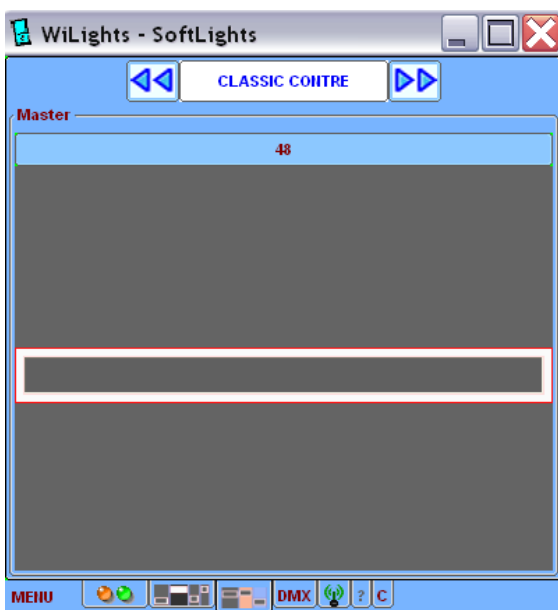 WiLights - SoftLights
CLASSIC CONTRE
Master
48
MENU DMX ? C